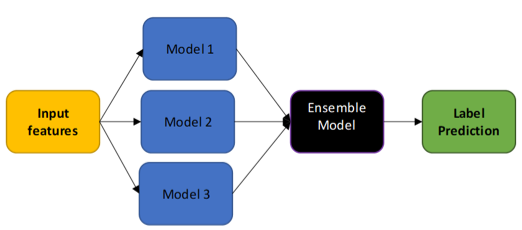 Input
features
Model 1
Model 2
Model 3
Ensemble
Model
Label
Prediction